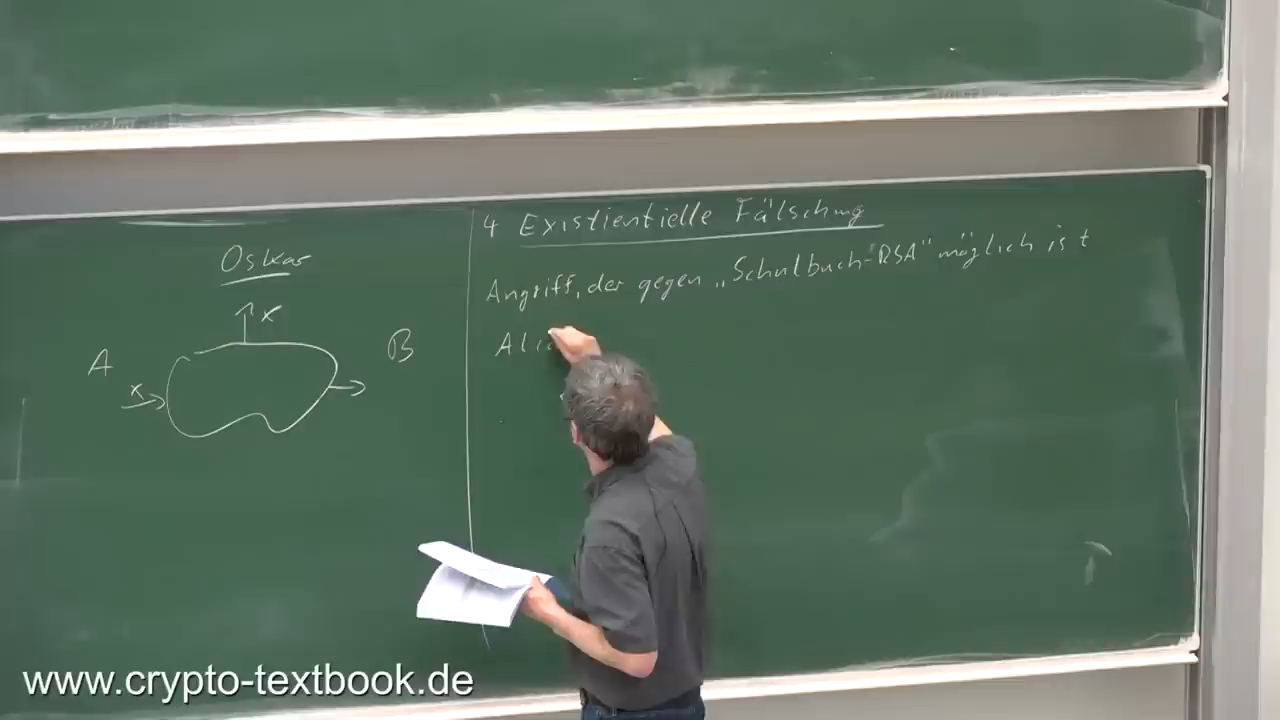 Oskar
x
A
B
x
4 Existientielle Fälschung
Angriff, der gegen „Schulbuch-RSA" möglich ist
Ali
www.crypto-textbook.de